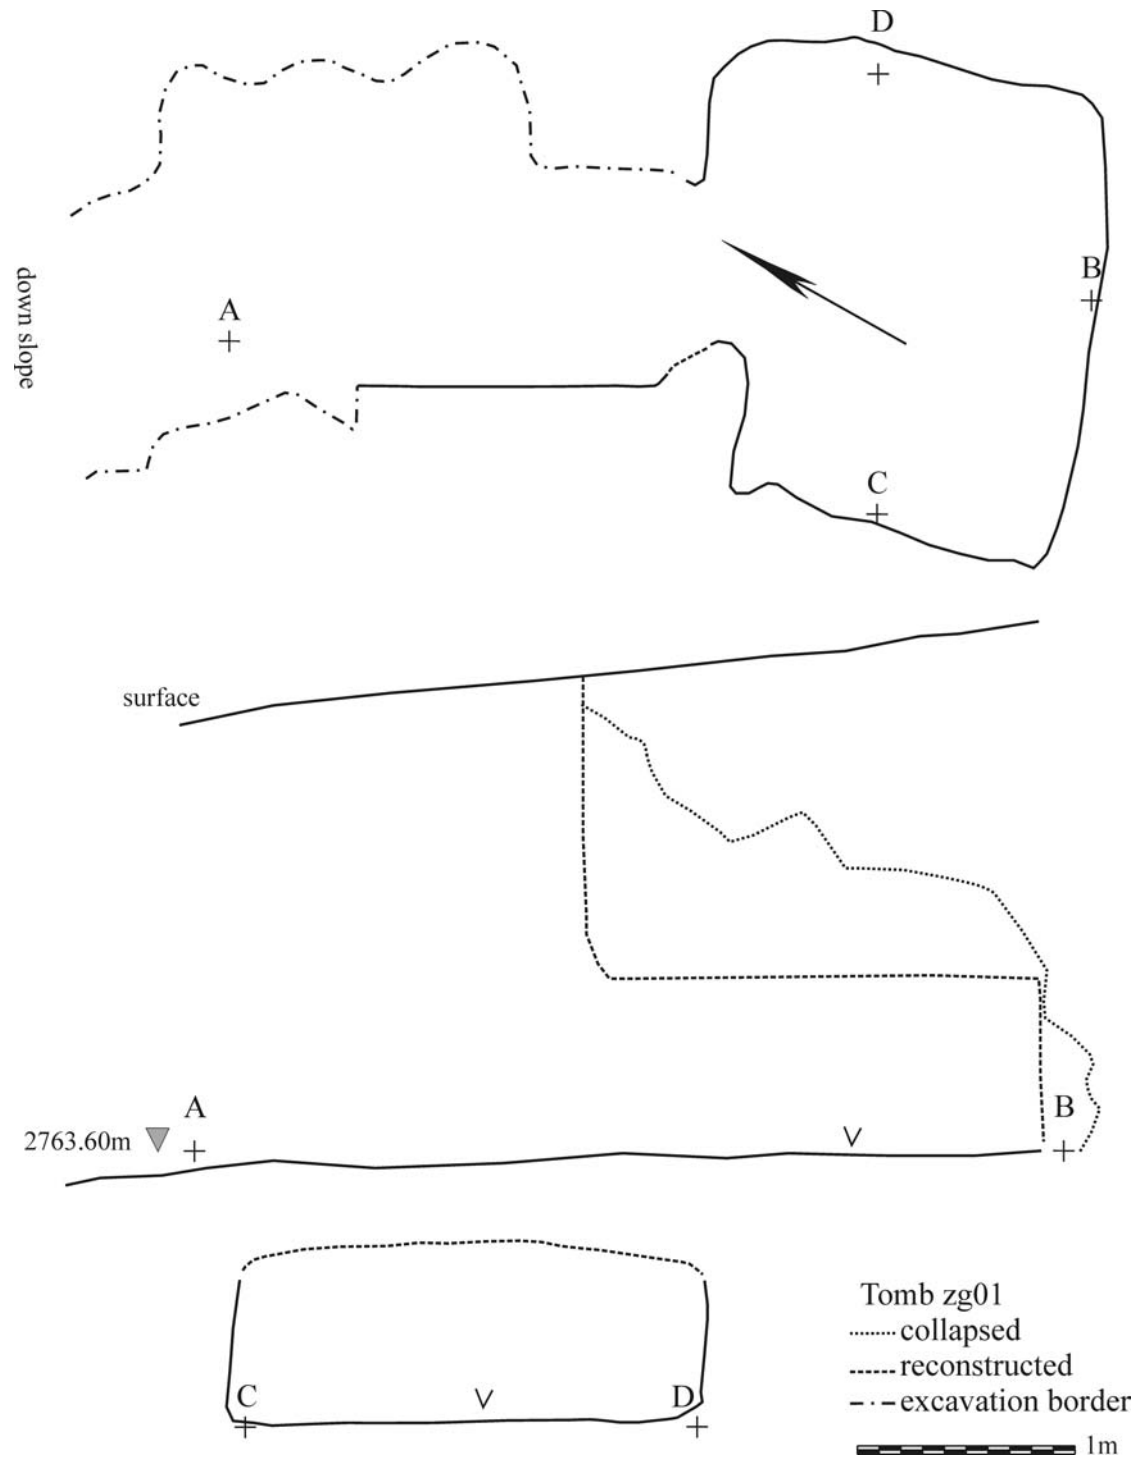 D
B
A
down slope
C
surface
A
B
2763.60m
C
D
Tomb zg01
collapsed
reconstructed
excavation border
1m